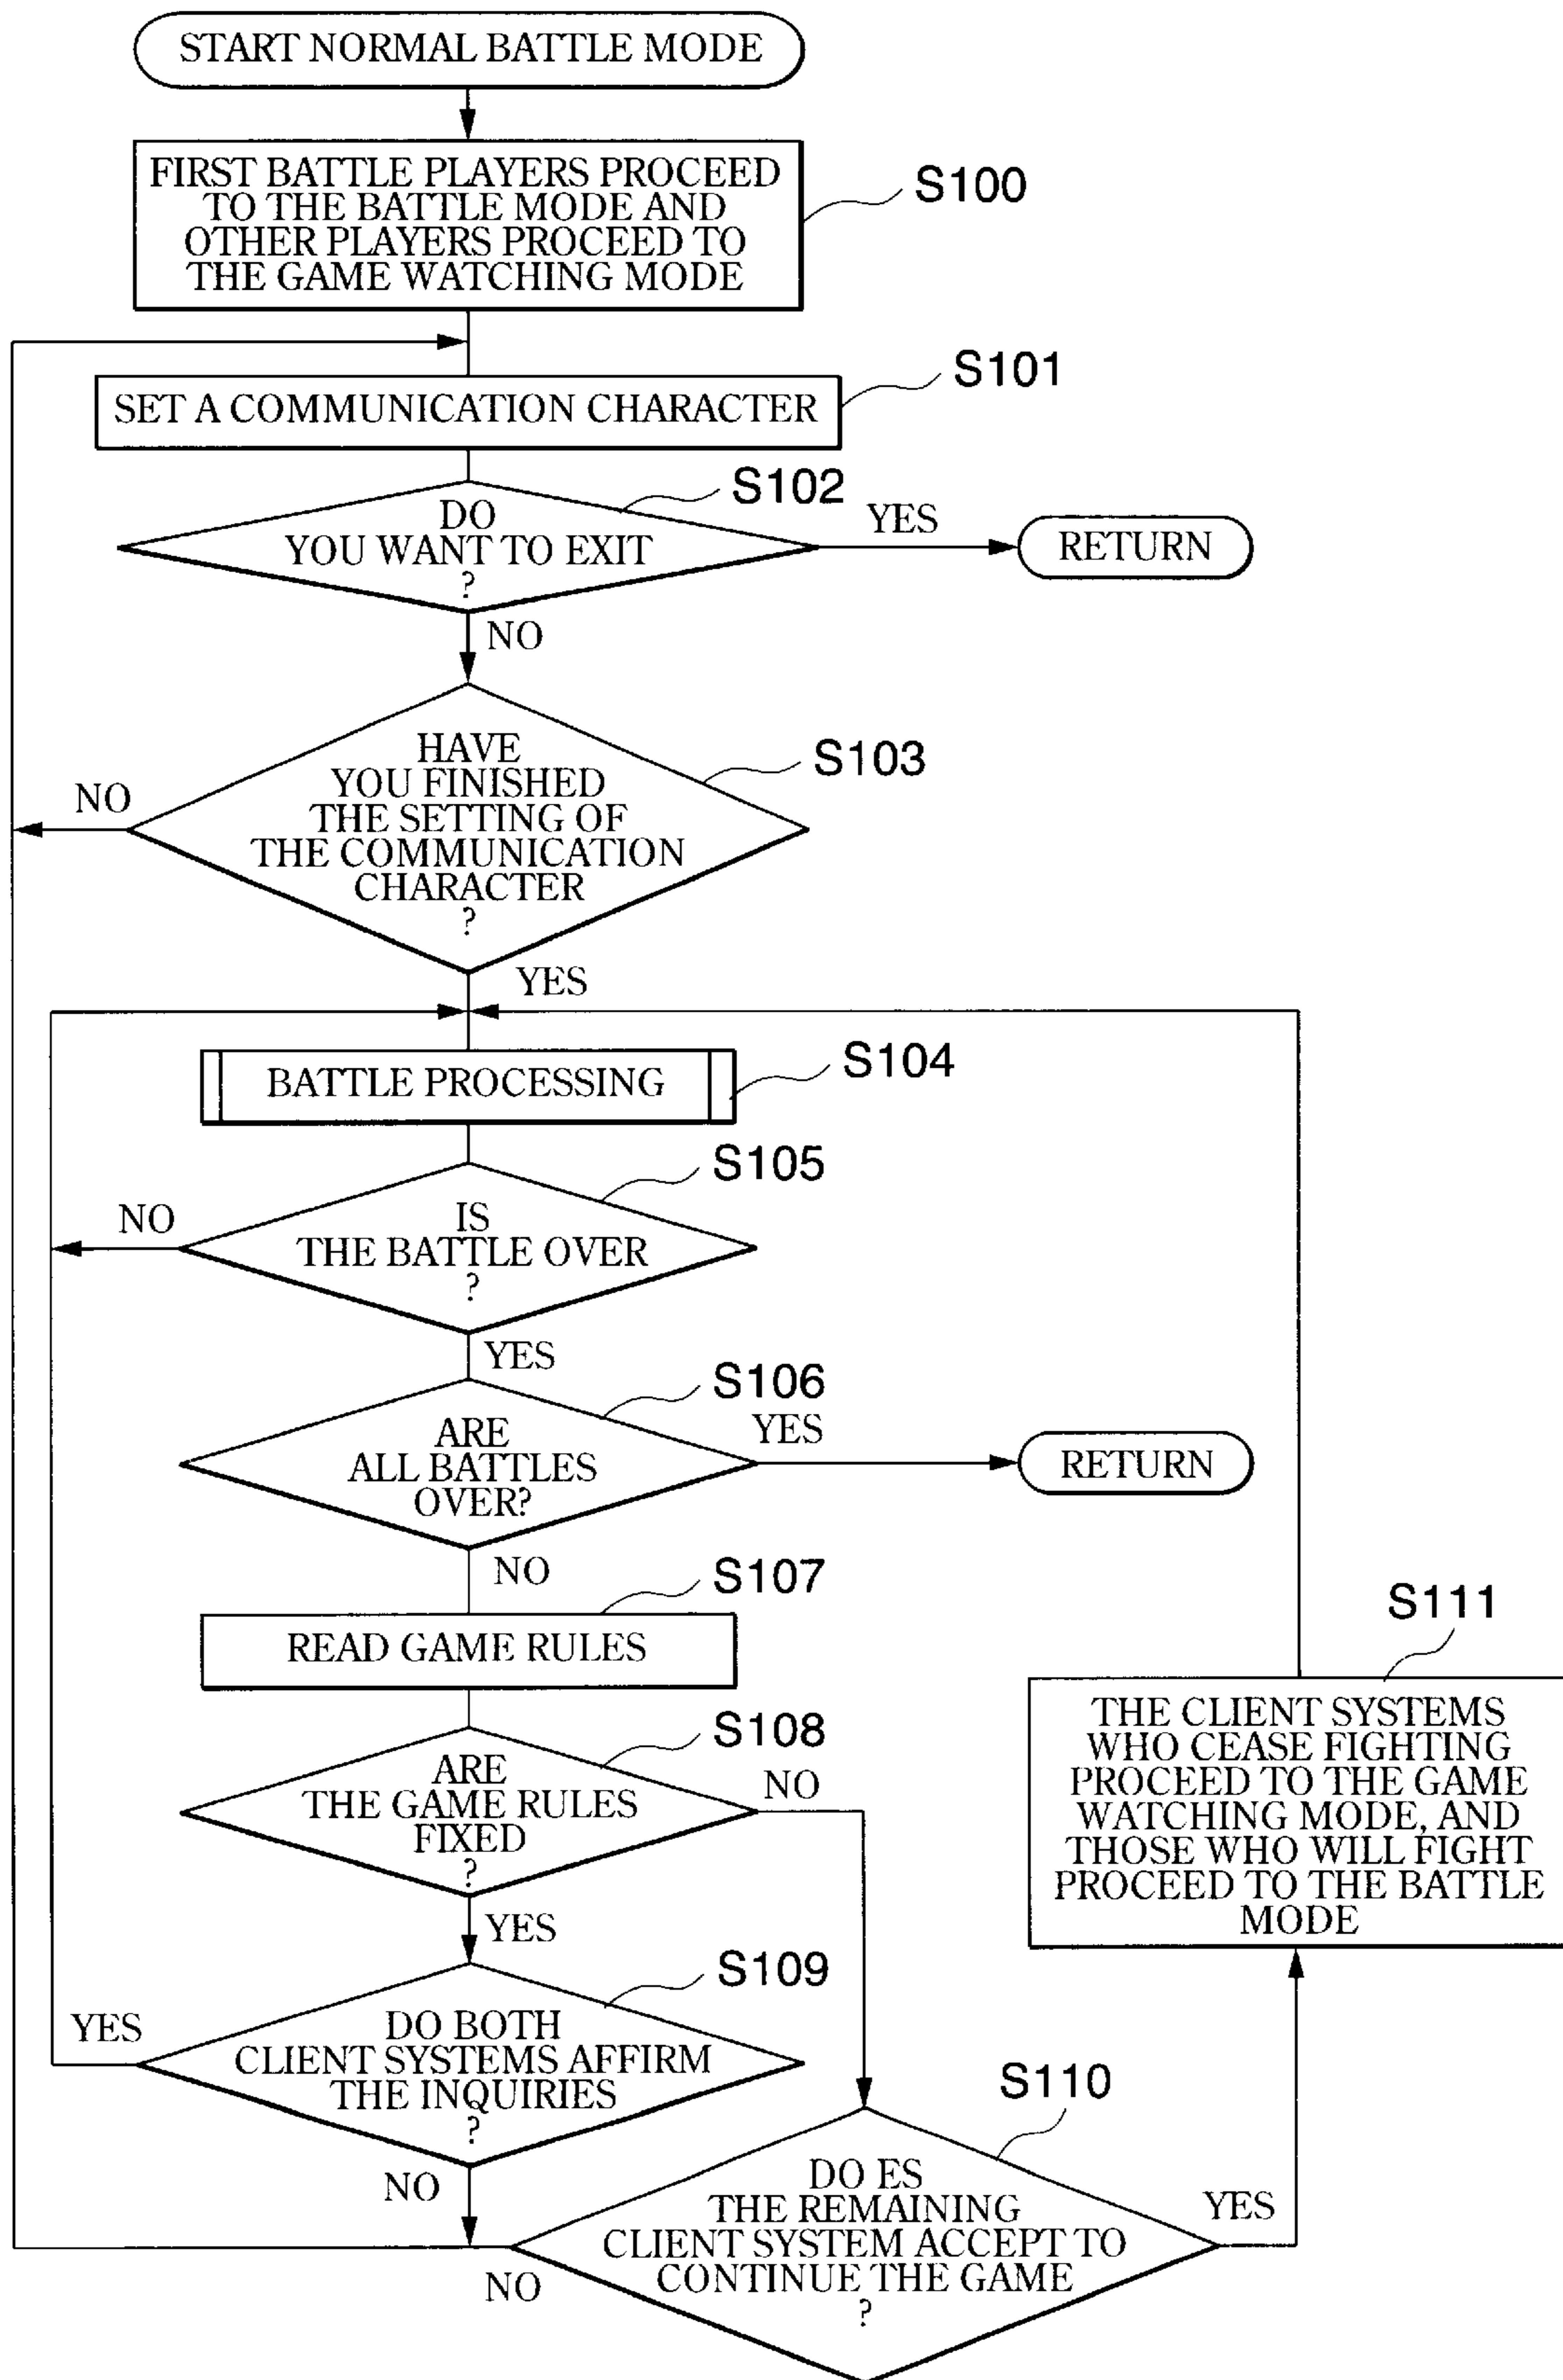 START NORMAL BATTLE MODE
FIRST BATTLE PLAYERS PROCEED
TO THE BATTLE MODE AND
OTHER PLAYERS PROCEED TO
THE GAME WATCHING MODE
S100
SET A COMMUNICATION CHARACTER
S101
DO
YOU WANT TO EXIT
?
S102
YES
RETURN
NO
HAVE
YOU FINISHED
THE SETTING OF
THE COMMUNICATION
CHARACTER
?
S103
NO
YES
BATTLE PROCESSING
S104
IS
THE BATTLE OVER
?
S105
NO
YES
ARE
ALL BATTLES
OVER?
S106
YES
RETURN
NO
READ GAME RULES
S107
ARE
THE GAME RULES
FIXED
?
S108
NO
YES
DO BOTH
CLIENT SYSTEMS AFFIRM
THE INQUIRIES
?
S109
YES
NO
DO ES
THE REMAINING
CLIENT SYSTEM ACCEPT TO
CONTINUE THE GAME
?
S110
NO
YES
S111
THE CLIENT SYSTEMS
WHO CEASE FIGHTING
PROCEED TO THE GAME
WATCHING MODE, AND
THOSE WHO WILL FIGHT
PROCEED TO THE BATTLE
MODE